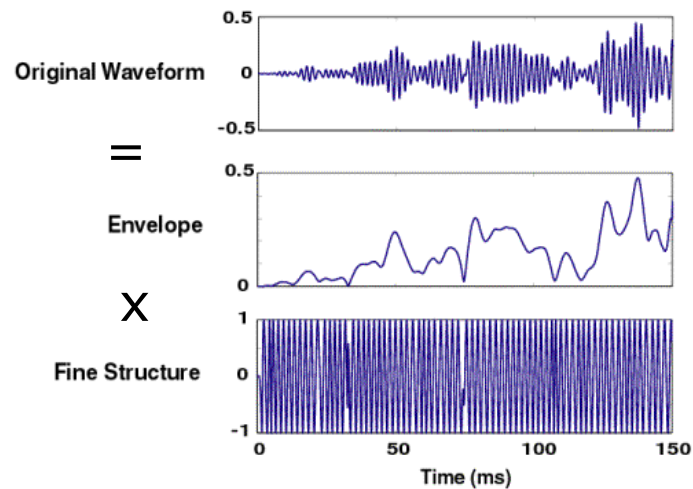 0.5
Original Waveform
0
-0.5
=
0.5
Envelope
0
x
1
Fine Structure
0
-1
0 50 100 150
Time (ms)